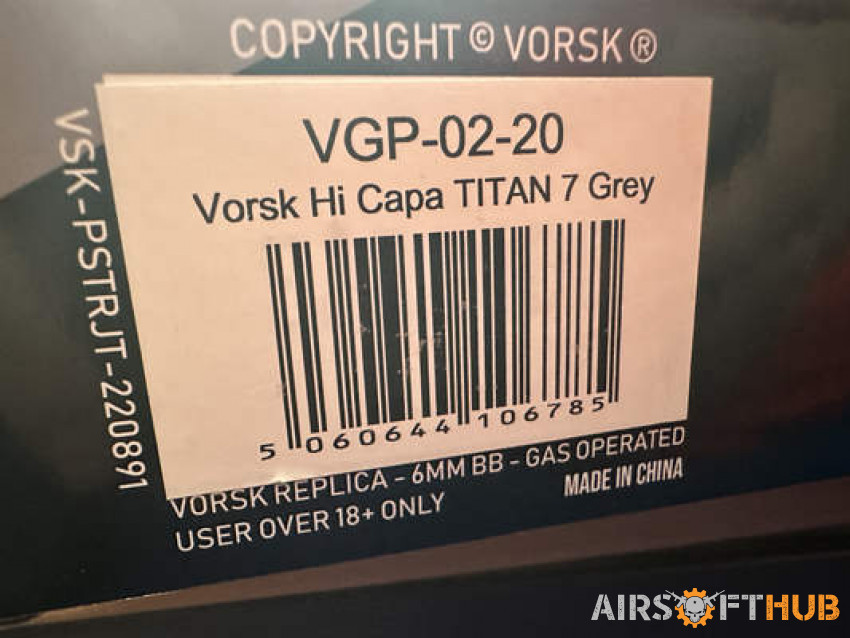 COPYRIGHT © VORSK ®
VSK-PSTRJT-220891
VGP-02-20
Vorsk Hi Capa TITAN 7 Grey
5 060644 106785
VORSK REPLICA - 6MM BB - GAS OPERATED
USER OVER 18+ ONLY
MADE IN CHINA
AIRSOFTHUB